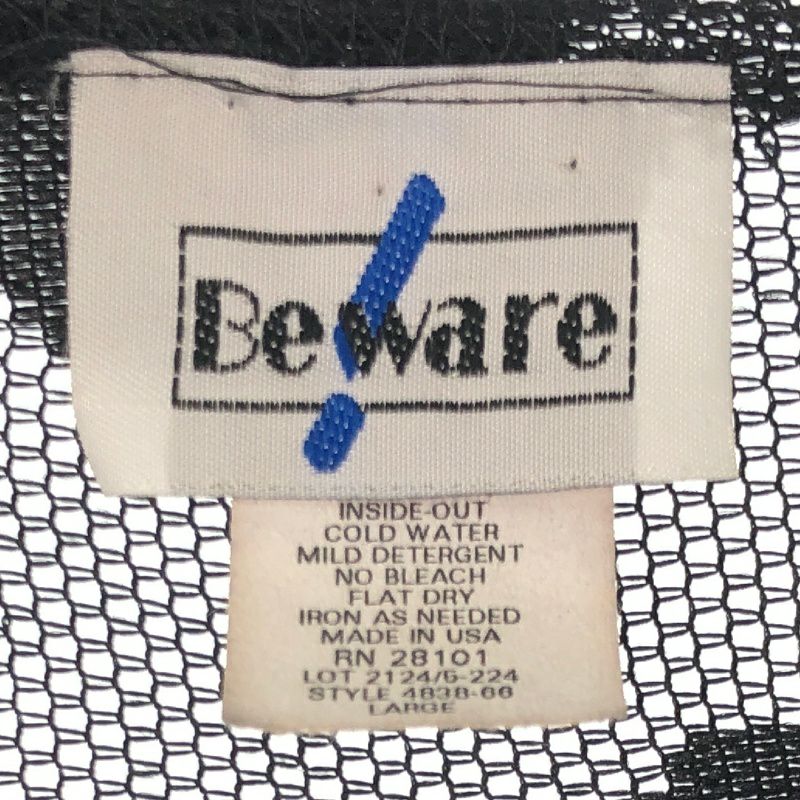 Beware
INSIDE-OUT
COLD WATER
MILD DETERGENT
NO BLEACH
FLAT DRY
IRON AS NEEDED
MADE IN USA
RN 28101
LOT 2124/5-224
STYLE 4838-66
LARGE